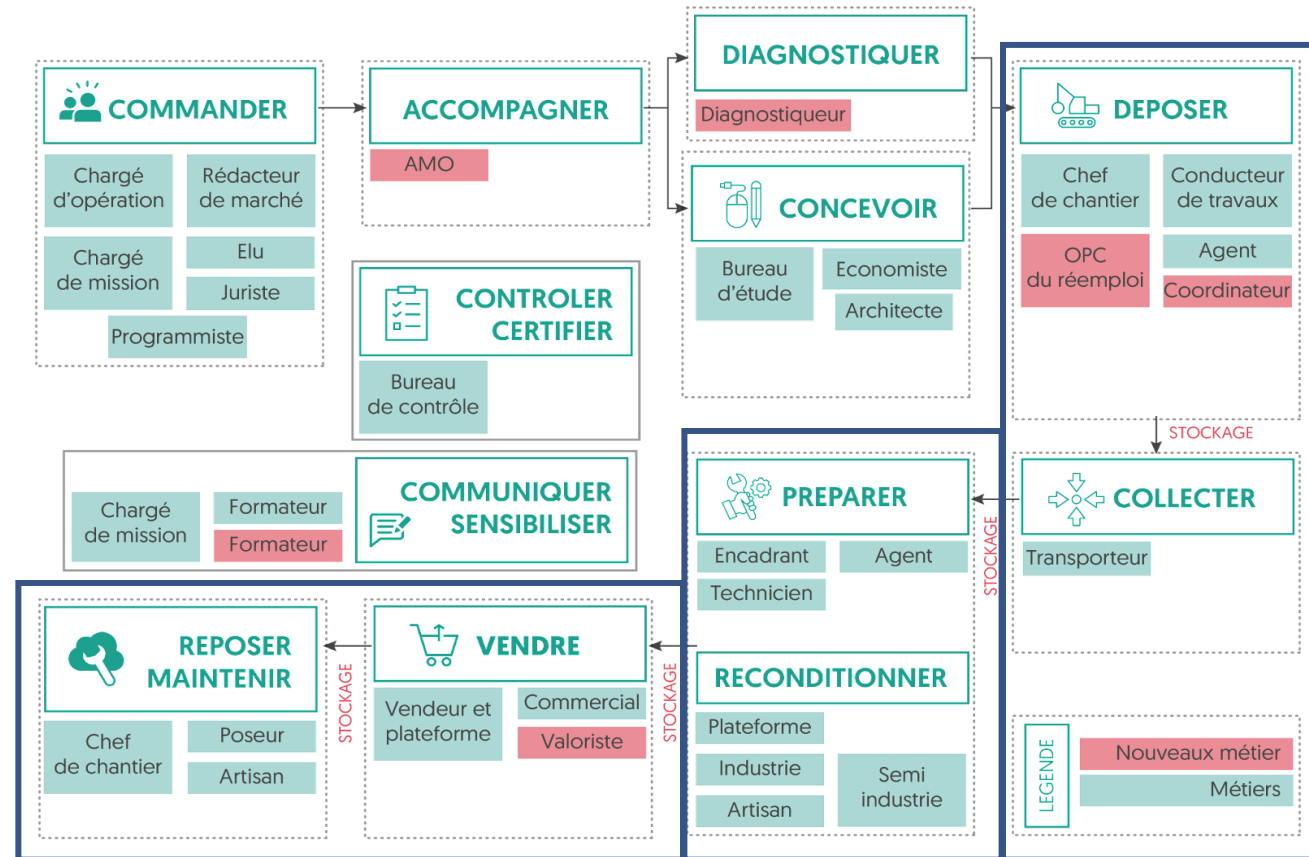 COMMANDER
Chargé
d'opération
Rédacteur
de marché
Chargé
de mission
Elu
Juriste
Programmiste
ACCOMPAGNER
AMO
DIAGNOSTIQUER
Diagnostiqueur
CONCEVOIR
Bureau
d'étude
Economiste
Architecte
DEPOSER
Chef
de chantier
Conducteur
de travaux
OPC
du réemploi
Agent
Coordinateur
CONTROLER
CERTIFIER
Bureau
de contrôle
STOCKAGE
COLLECTER
Transporteur
STOCKAGE
PREPARER
Encadrant
Agent
Technicien
RECONDITIONNER
Plateforme
Industrie
Artisan
Semi
industrie
COMMUNIQUER
SENSIBILISER
Chargé
de mission
Formateur
Formateur
STOCKAGE
VENDRE
Vendeur et
plateforme
Commercial
Valoriste
STOCKAGE
REPOSER
MAINTENIR
Chef
de chantier
Poseur
Artisan
LEGENDE
Nouveaux métier
Métiers